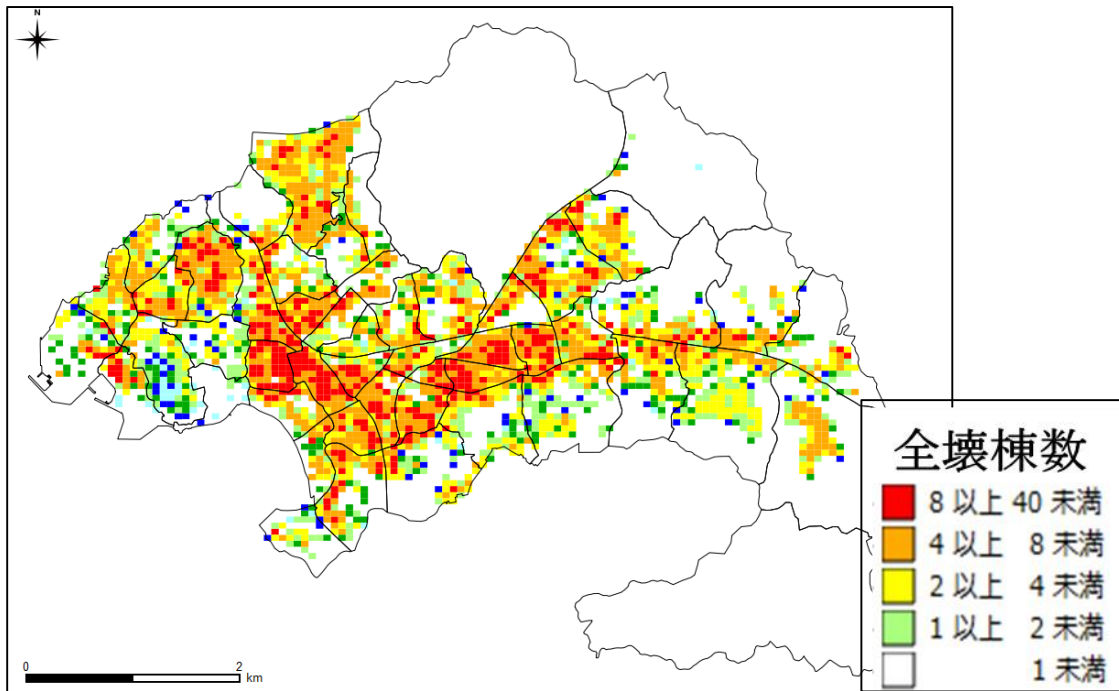 N
全壊棟数
8 以上 40 未満
4 以上 8 未満
2 以上 4 未満
1 以上 2 未満
1 未満
0 2
km